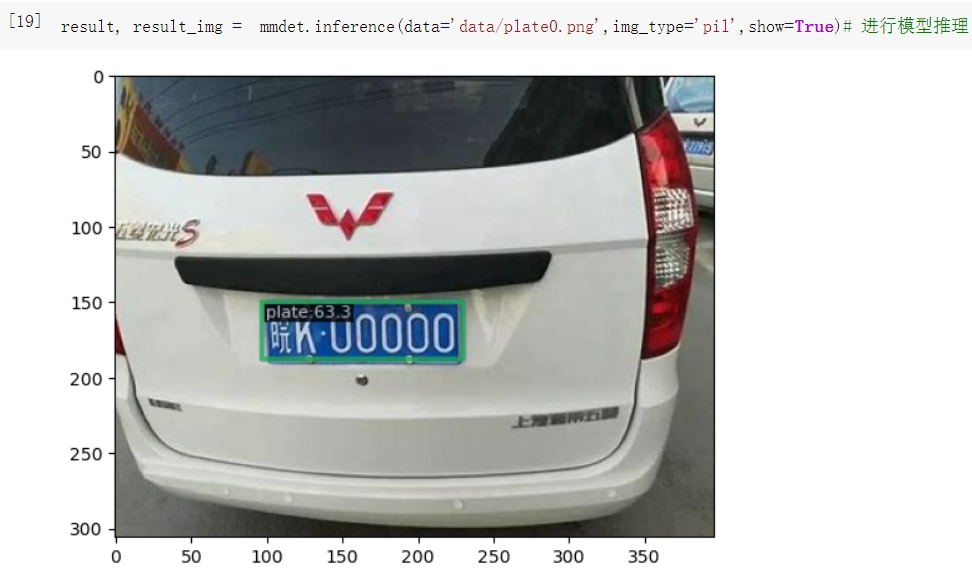 [19] result, result_img =  mmdet.inference(data='data/plate0.png',img_type='pil',show=True)# 进行模型推理
0
50
100
150
200
250
300
S
plate:63.3
皖K·00000
0 50 100 150 200 250 300 350